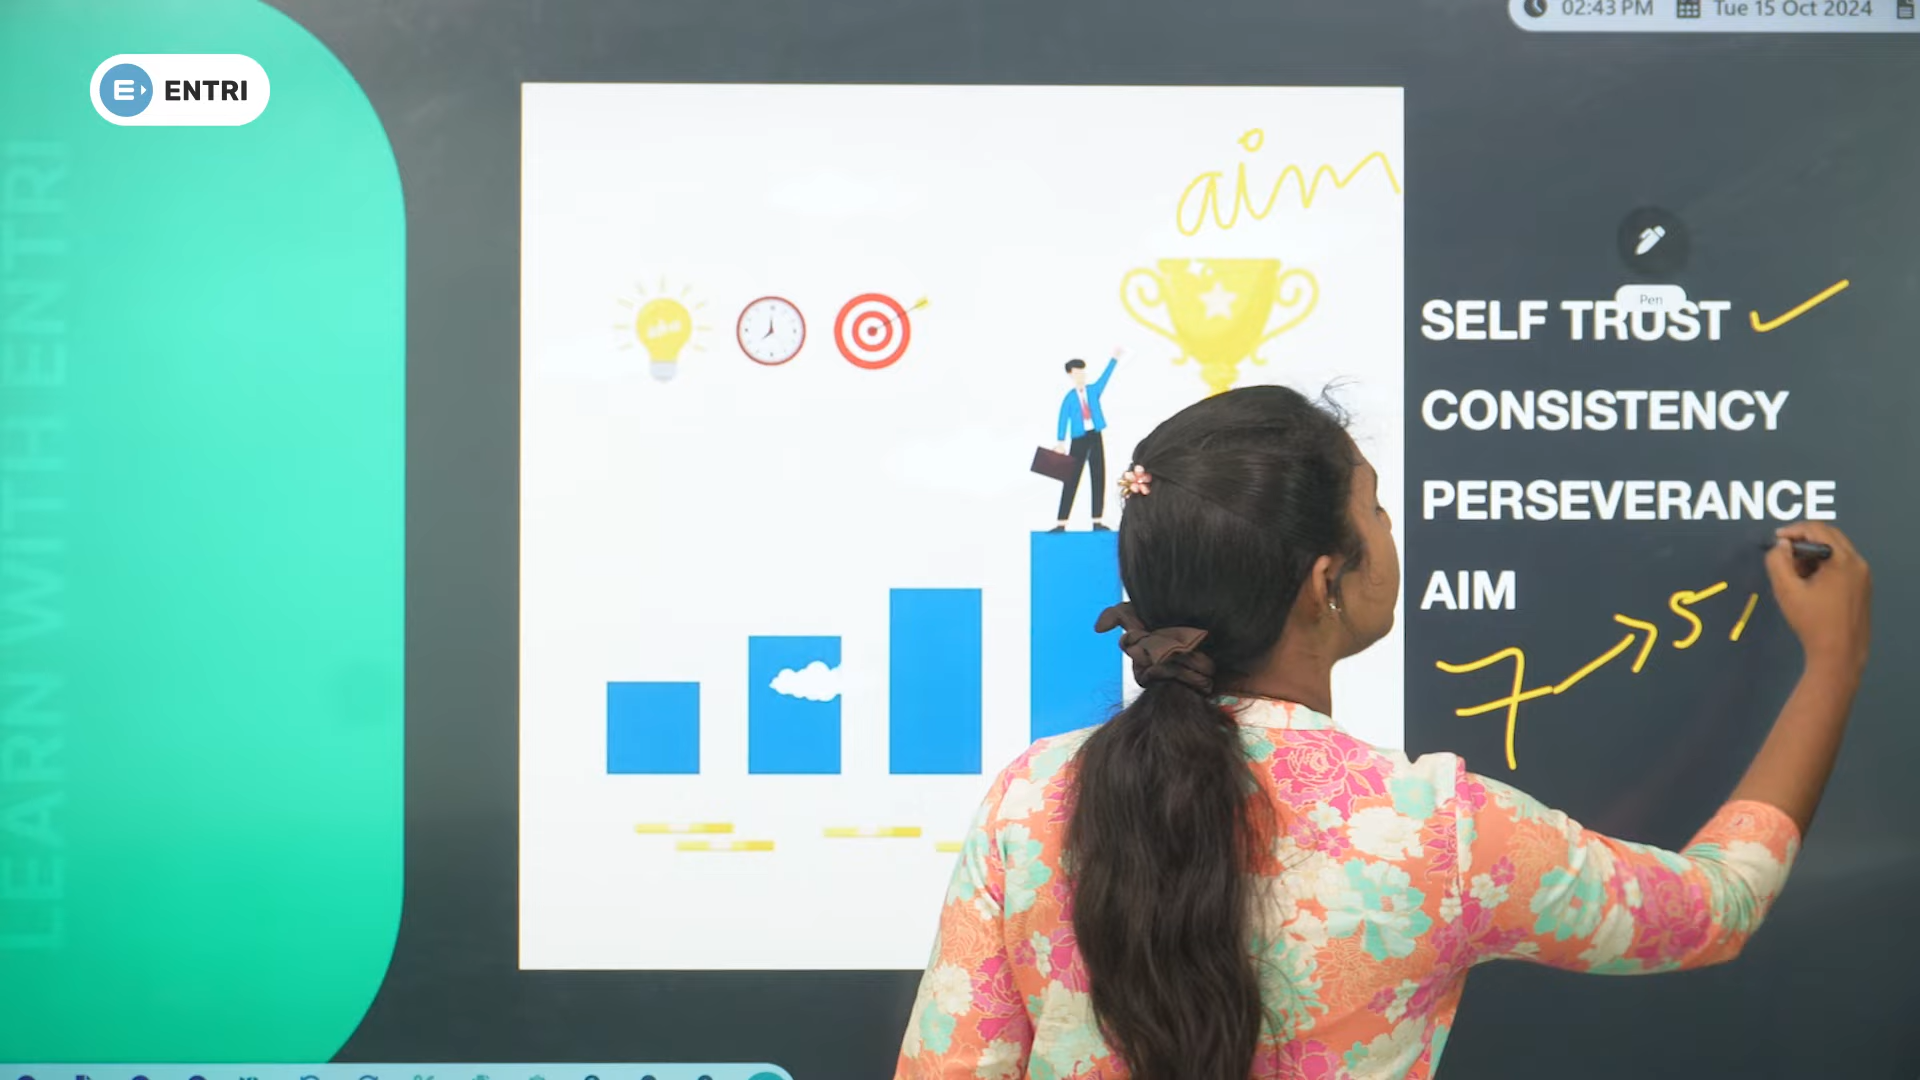 02:43 PM Tue 15 Oct 2024
ENTRI
LEARN WITH ENTRI
aim
Pen
SELF TRUST
CONSISTENCY
PERSEVERANCE
AIM
7 → 5